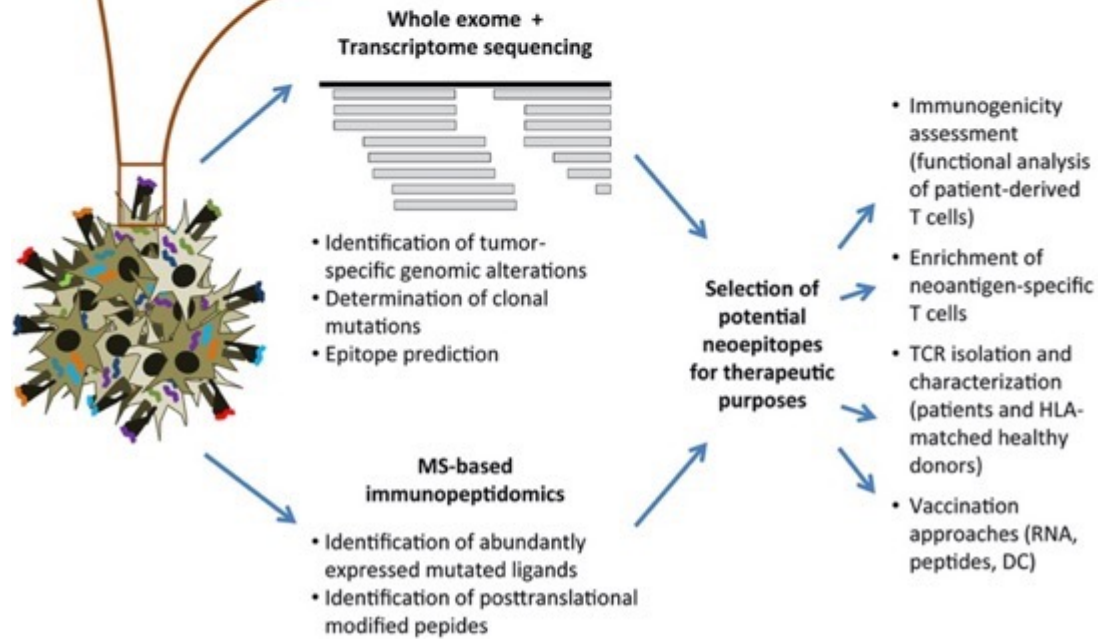 Whole exome +
Transcriptome sequencing
• Identification of tumor-
specific genomic alterations
• Determination of clonal
mutations
• Epitope prediction
MS-based
immunopeptidomics
• Identification of abundantly
expressed mutated ligands
• Identification of posttranslational
modified pepides
Selection of
potential
neoepitopes
for therapeutic
purposes
• Immunogenicity
assessment
(functional analysis
of patient-derived
T cells)
• Enrichment of
neoantigen-specific
T cells
• TCR isolation and
characterization
(patients and HLA-
matched healthy
donors)
• Vaccination
approaches (RNA,
peptides, DC)